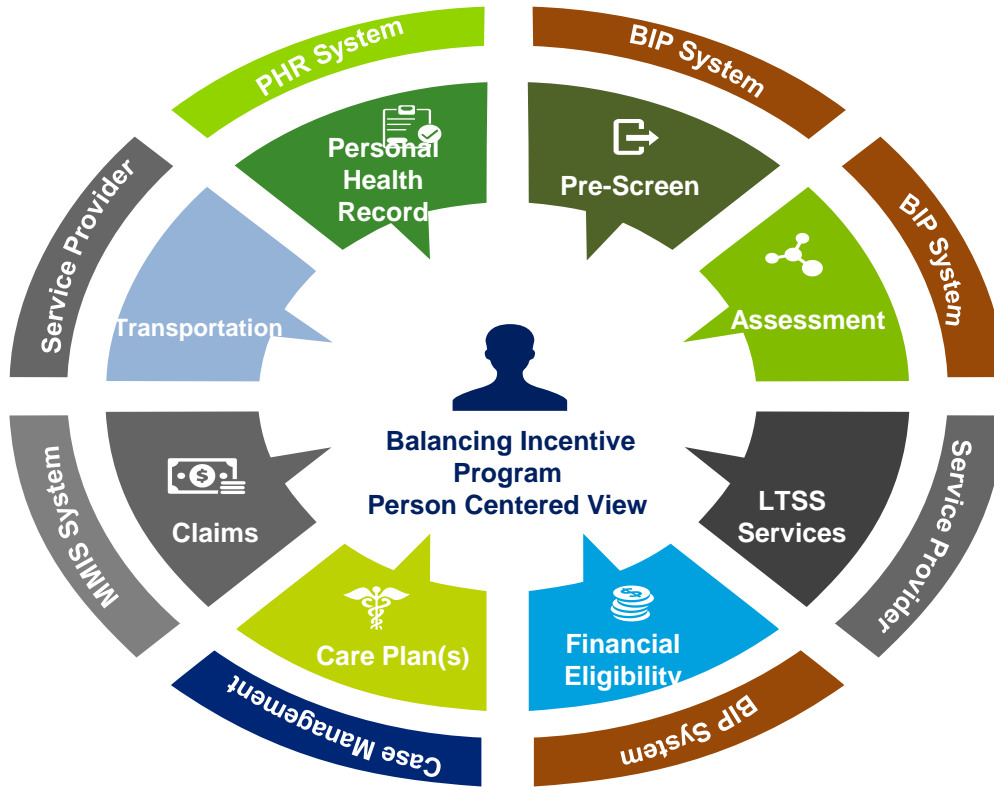 PHR System
BIP System
Personal
Health
Record
Pre-Screen
Service Provider
BIP System
Transportation
Assessment
Balancing Incentive
Program
Person Centered View
MMIS System
Claims
LTSS
Services
Service Provider
Care Plan(s)
Financial
Eligibility
Case Management
BIP System